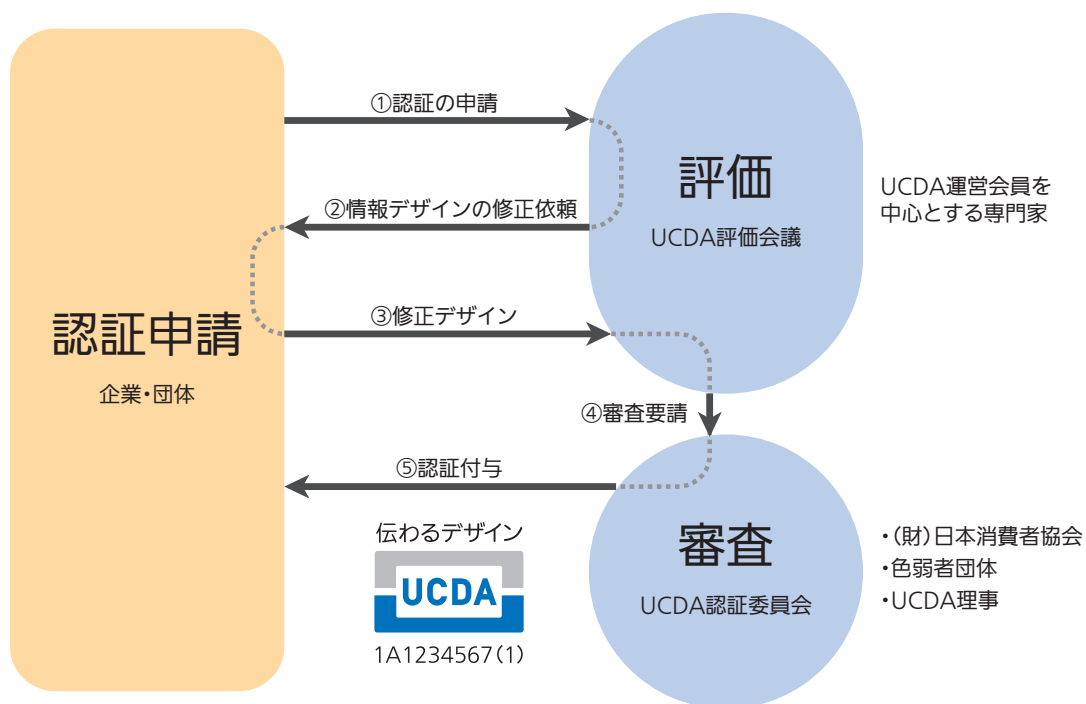 ①認証の申請
評価
UCDA評価会議
UCDA運営会員を
中心とする専門家
②情報デザインの修正依頼
認証申請
企業・団体
③修正デザイン
④審査要請
⑤認証付与
伝わるデザイン
UCDA
1A1234567(1)
審査
UCDA認証委員会
・(財)日本消費者協会
・色弱者団体
・UCDA理事